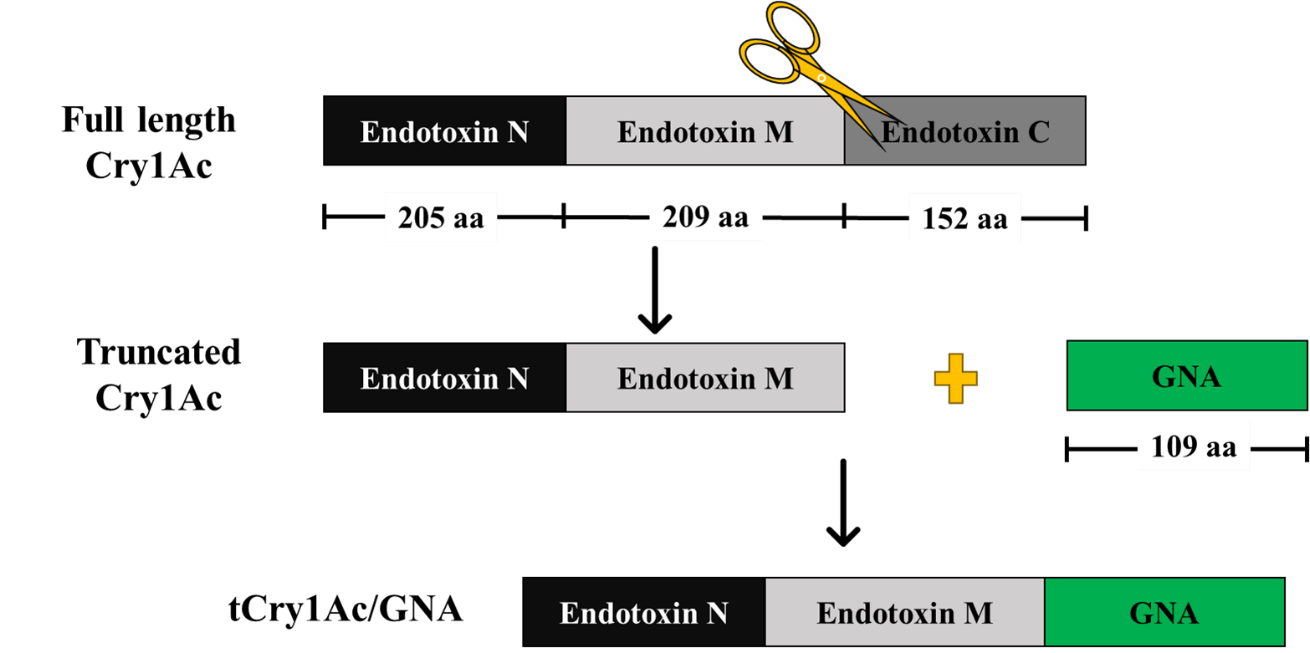 Full length
Cry1Ac
Endotoxin N
Endotoxin M
Endotoxin C
205 aa
209 aa
152 aa
Truncated
Cry1Ac
Endotoxin N
Endotoxin M
GNA
109 aa
tCry1Ac/GNA
Endotoxin N
Endotoxin M
GNA